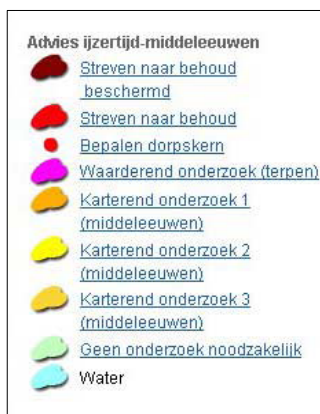 Advies ijzertijd-middeleeuwen
Streven naar behoud
beschermd
Streven naar behoud
Bepalen dorpskern
Waarderend onderzoek (terpen)
Karterend onderzoek 1
(middeleeuwen)
Karterend onderzoek 2
(middeleeuwen)
Karterend onderzoek 3
(middeleeuwen)
Geen onderzoek noodzakelijk
Water